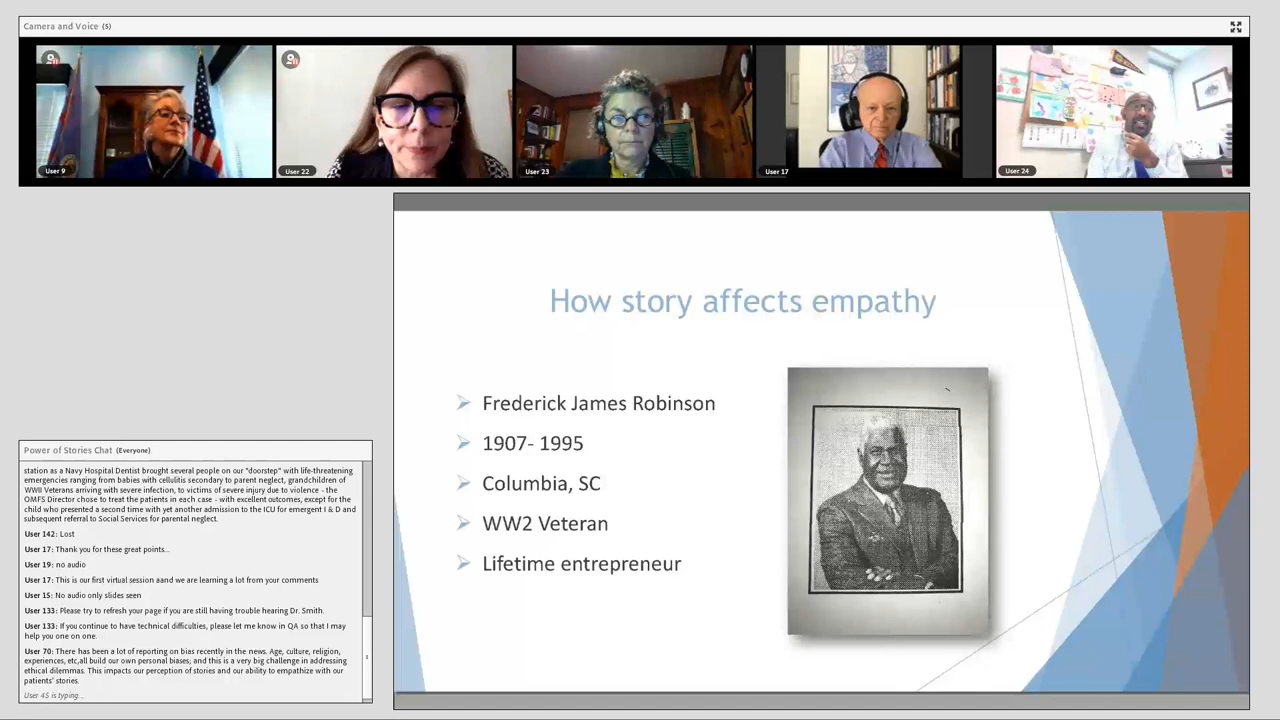 Camera and Voice (5)
User 9
User 22
User 23
User 17
User 24
How story affects empathy
Frederick James Robinson
1907- 1995
Columbia, SC
WW2 Veteran
Lifetime entrepreneur
Power of Stories Chat (Everyone)
station as a Navy Hospital Dentist brought several people on our "doorstep" with life-threatening
emergencies ranging from babies with cellulitis secondary to parent neglect, grandchildren of
WWII Veterans arriving with severe infection, to victims of severe injury due to violence - the
OMFS Director chose to treat the patients in each case - with excellent outcomes, except for the
child who presented a second time with yet another admission to the ICU for emergent I & D and
subsequent referral to Social Services for parental neglect.
User 142: Lost
User 17: Thank you for these great points...
User 19: no audio
User 17: This is our first virtual session aand we are learning a lot from your comments
User 15: No audio only slides seen
User 133: Please try to refresh your page if you are still having trouble hearing Dr. Smith.
User 133: If you continue to have technical difficulties, please let me know in QA so that I may
help you one on one.
User 70: There has been a lot of reporting on bias recently in the news. Age, culture, religion,
experiences, etc,all build our own personal biases, and this is a very big challenge in addressing
ethical dilemmas. This impacts our perception of stories and our ability to empathize with our
patients' stories.
User 45 is typing...